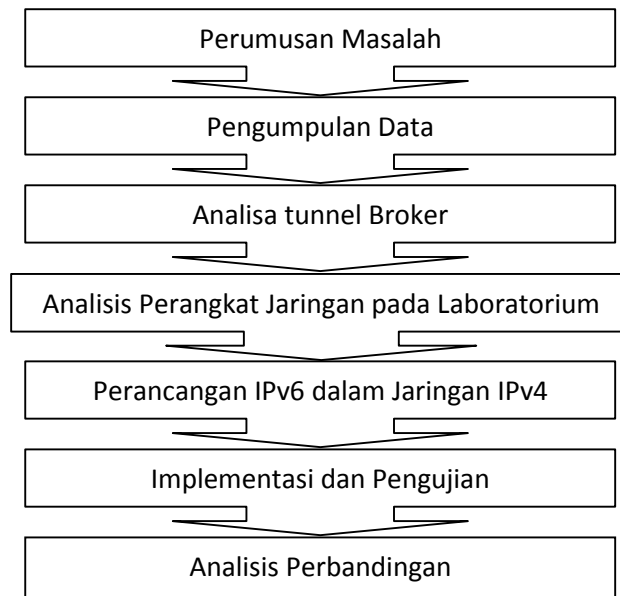 Perumusan Masalah
Pengumpulan Data
Analisa tunnel Broker
Analisis Perangkat Jaringan pada Laboratorium
Perancangan IPv6 dalam Jaringan IPv4
Implementasi dan Pengujian
Analisis Perbandingan